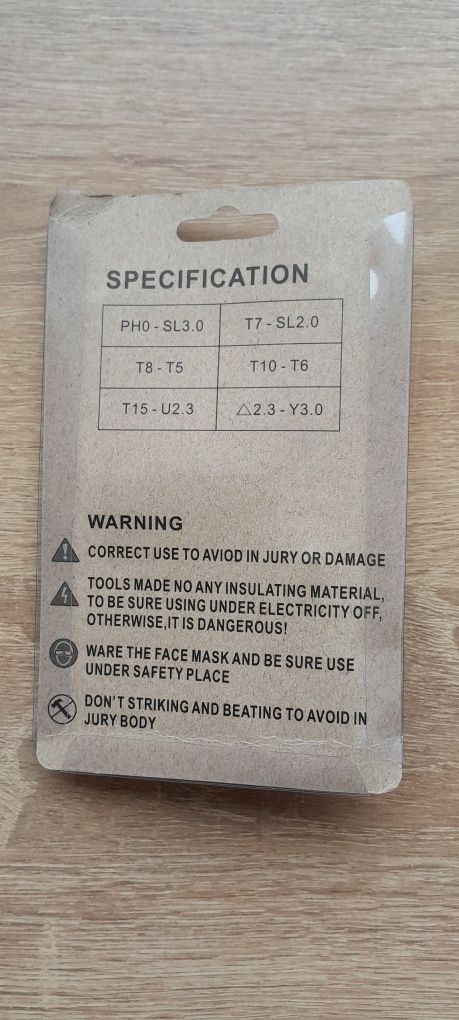 SPECIFICATION
PH0 - SL3.0 T7 - SL2.0
T8 - T5 T10 - T6
T15 - U2.3 △2.3 - Y3.0
WARNING
CORRECT USE TO AVIOD IN JURY OR DAMAGE
TOOLS MADE NO ANY INSULATING MATERIAL,
TO BE SURE USING UNDER ELECTRICITY OFF,
OTHERWISE,IT IS DANGEROUS!
WARE THE FACE MASK AND BE SURE USE
UNDER SAFETY PLACE
DON'T STRIKING AND BEATING TO AVOID IN
JURY BODY